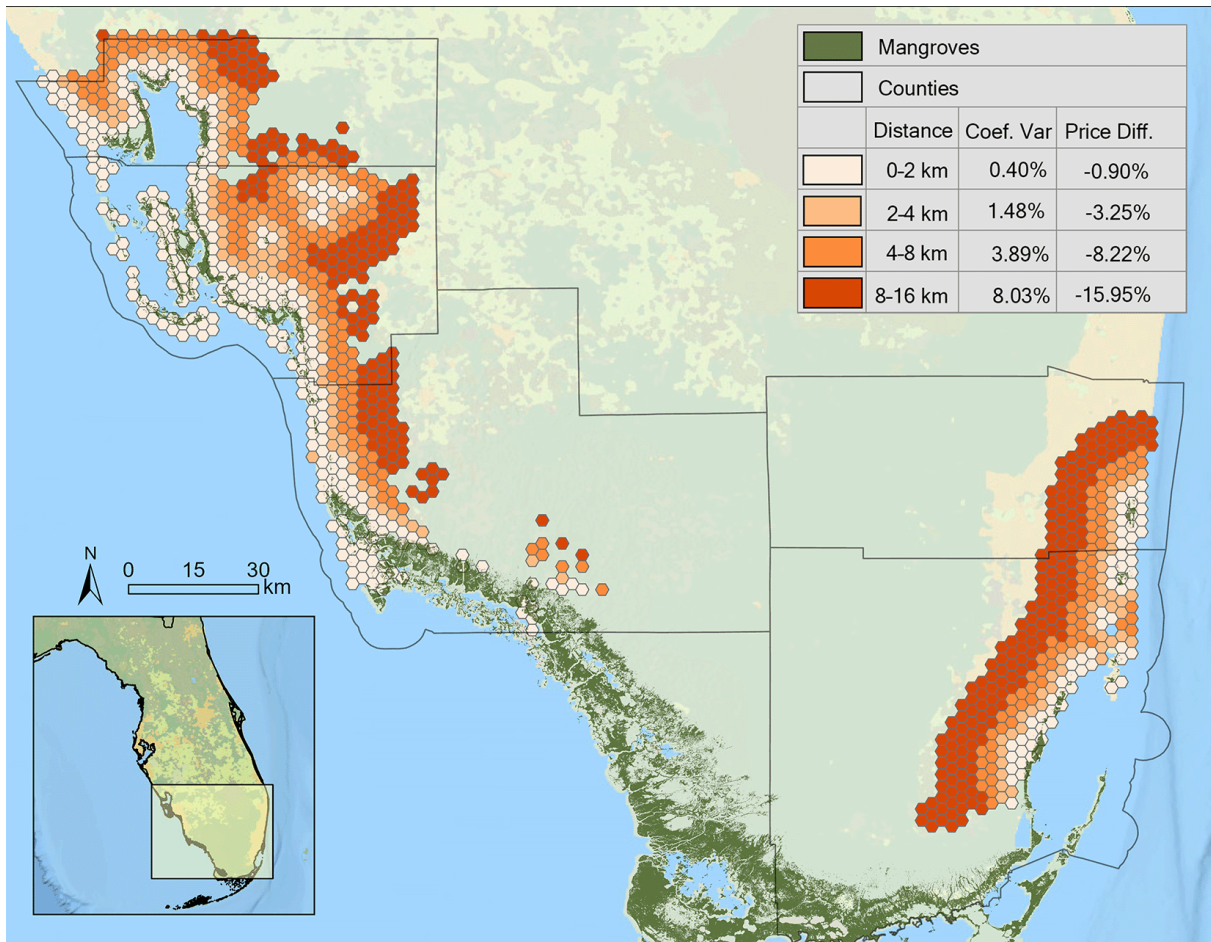 Mangroves
Counties
Distance Coef. Var Price Diff.
0-2 km 0.40% -0.90%
2-4 km 1.48% -3.25%
4-8 km 3.89% -8.22%
8-16 km 8.03% -15.95%
N
0 15 30
km